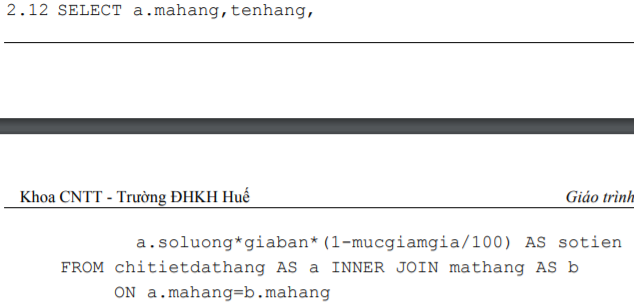 2.12 SELECT a.mahang,tenhang,
Khoa CNTT - Trường ĐHKH Huế Giáo trình
a.soluong*giaban*(1-mucgiamgia/100) AS sotien
FROM chitietdathang AS a INNER JOIN mathang AS b
ON a.mahang=b.mahang